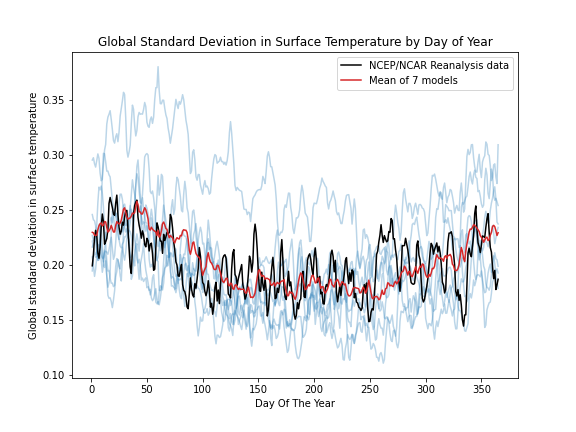 Global Standard Deviation in Surface Temperature by Day of Year
NCEP/NCAR Reanalysis data
Mean of 7 models
Global standard deviation in surface temperature
0.35
0.30
0.25
0.20
0.15
0.10
0 50 100 150 200 250 300 350
Day Of The Year